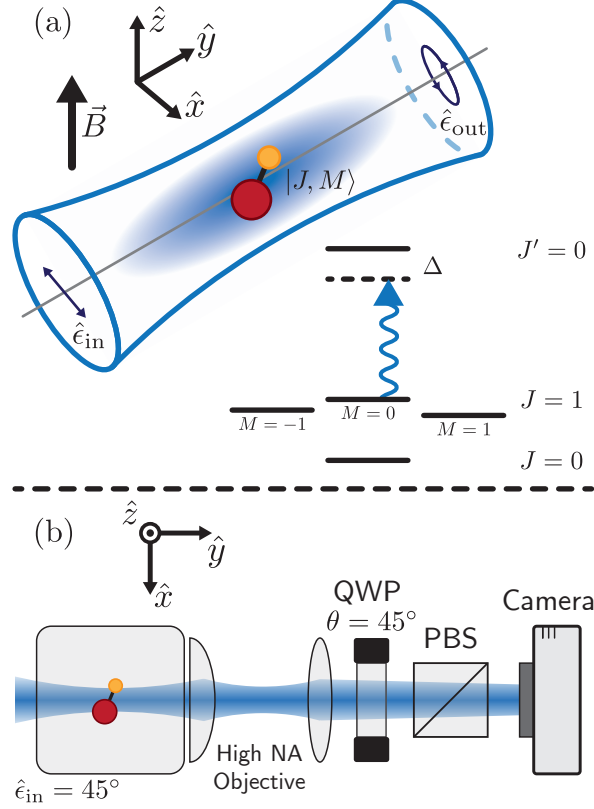 (a)
ẑ
ŷ
x̂
B⃗
ε̂out
|J, M⟩
ε̂in
J′ = 0
Δ
J = 1
M = −1
M = 0
M = 1
J = 0
(b)
ẑ
ŷ
x̂
QWP
θ = 45°
PBS
Camera
High NA
Objective
ε̂in = 45°